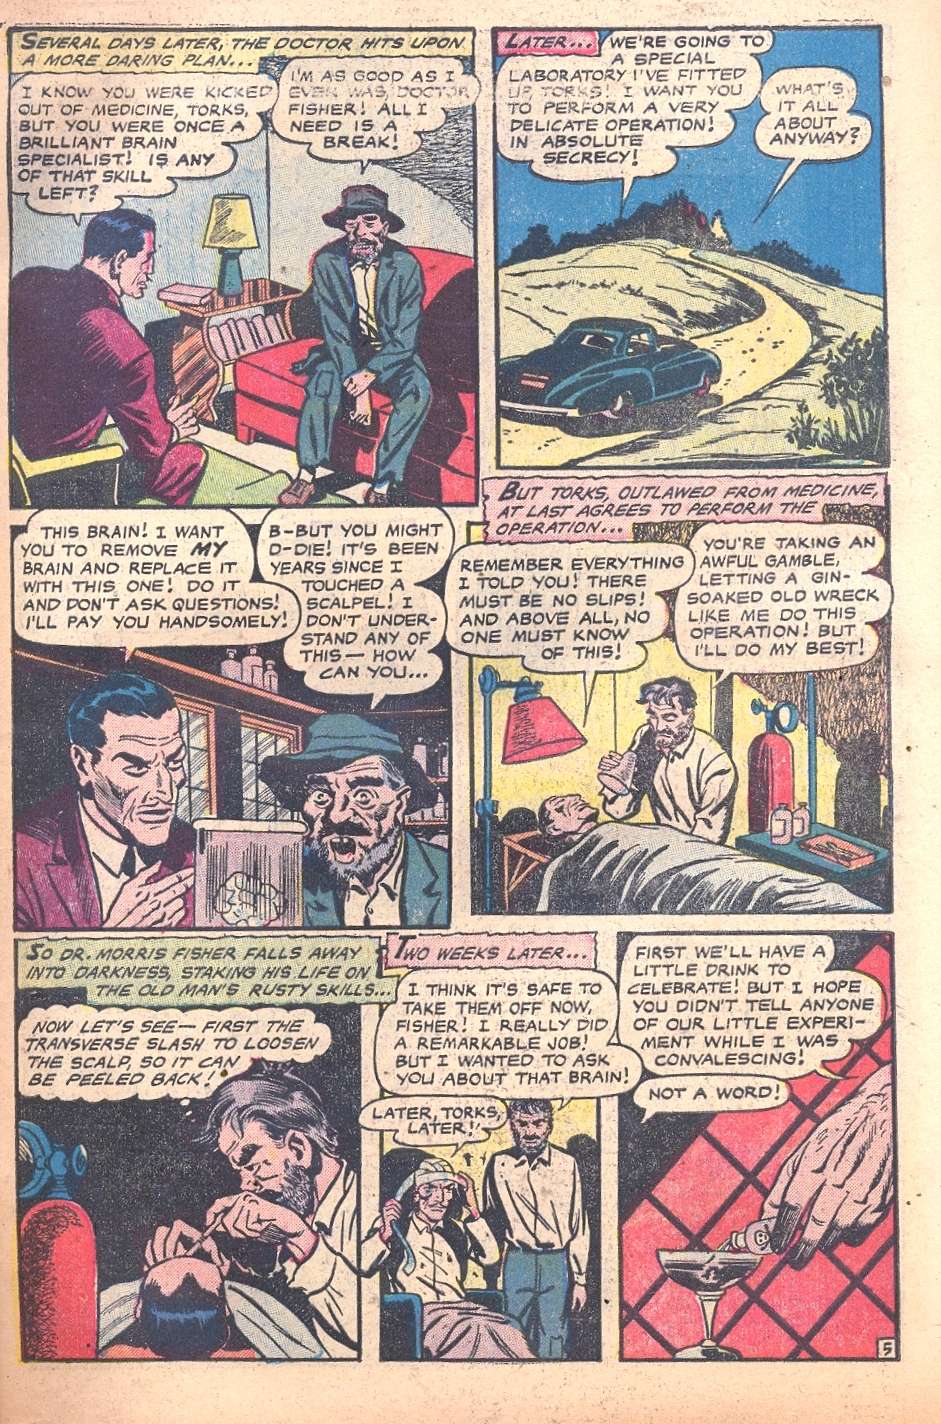 SEVERAL DAYS LATER, THE DOCTOR HITS UPON
A MORE DARING PLAN...
I KNOW YOU WERE KICKED
OUT OF MEDICINE, TORKS,
BUT YOU WERE ONCE A
BRILLIANT BRAIN
SPECIALIST! IS ANY
OF THAT SKILL
LEFT?
I'M AS GOOD AS I
EVER WAS, DOCTOR
FISHER! ALL I
NEED IS A
BREAK!
LATER...
WE'RE GOING TO
A SPECIAL
LABORATORY I'VE FITTED
UP, TORKS! I WANT YOU
TO PERFORM A VERY
DELICATE OPERATION!
IN ABSOLUTE
SECRECY!
WHAT'S
IT ALL
ABOUT
ANYWAY?
THIS BRAIN! I WANT
YOU TO REMOVE MY
BRAIN AND REPLACE IT
WITH THIS ONE! DO IT
AND DON'T ASK QUESTIONS!
I'LL PAY YOU HANDSOMELY!
B-BUT YOU MIGHT
D-DIE! IT'S BEEN
YEARS SINCE I
TOUCHED A
SCALPEL! I
DON'T UNDER-
STAND ANY OF
THIS—HOW
CAN YOU...
BUT TORKS, OUTLAWED FROM MEDICINE,
AT LAST AGREES TO PERFORM THE
OPERATION...
REMEMBER EVERYTHING
I TOLD YOU! THERE
MUST BE NO SLIPS!
AND ABOVE ALL, NO
ONE MUST KNOW
OF THIS!
YOU'RE TAKING AN
AWFUL GAMBLE,
LETTING A GIN-
SOAKED OLD WRECK
LIKE ME DO THIS
OPERATION! BUT
I'LL DO MY BEST!
SO DR. MORRIS FISHER FALLS AWAY
INTO DARKNESS, STAKING HIS LIFE ON
THE OLD MAN'S RUSTY SKILLS...
NOW LET'S SEE—FIRST THE
TRANSVERSE SLASH TO LOOSEN
THE SCALP, SO IT CAN
BE PEELED BACK!
TWO WEEKS LATER...
I THINK IT'S SAFE TO
TAKE THEM OFF NOW,
FISHER! I REALLY DID
A REMARKABLE JOB!
BUT I WANTED TO ASK
YOU ABOUT THAT BRAIN!
LATER, TORKS,
LATER!
FIRST WE'LL HAVE A
LITTLE DRINK TO
CELEBRATE! BUT I HOPE
YOU DIDN'T TELL ANYONE
OF OUR LITTLE EXPERI-
MENT WHILE I WAS
CONVALESCING!
NOT A WORD!
5